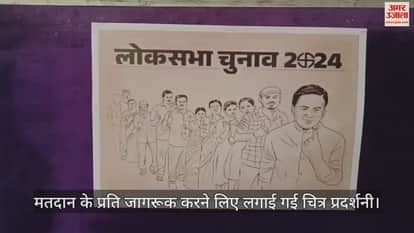 अमर उजाला
लोकसभा चुनाव 2024
मतदान के प्रति जागरूक करने लिए लगाई गई चित्र प्रदर्शनी।